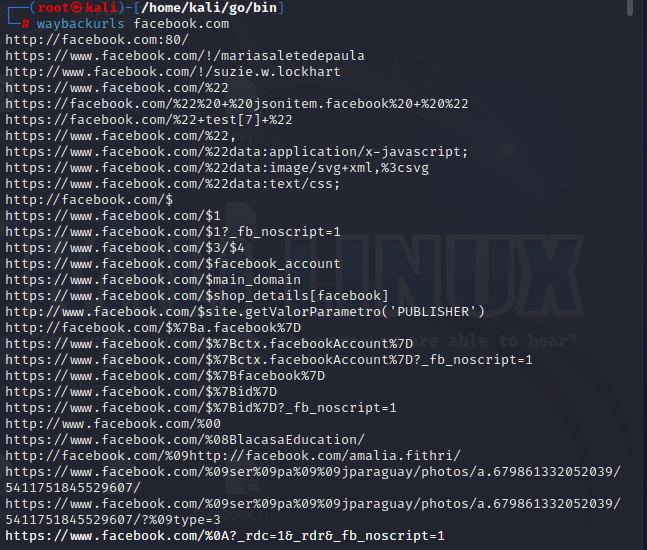 (root㉿kali)-[/home/kali/go/bin]
# waybackurls facebook.com
http://facebook.com:80/
https://www.facebook.com/!/mariasaletedepaula
http://www.facebook.com/!/suzie.w.lockhart
https://www.facebook.com/%22
https://facebook.com/%22%20+%20jsonitem.facebook%20+%20%22
https://facebook.com/%22+test[7]+%22
https://www.facebook.com/%22,
https://www.facebook.com/%22data:application/x-javascript;
https://www.facebook.com/%22data:image/svg+xml,%3csvg
https://www.facebook.com/%22data:text/css;
http://facebook.com/$
https://www.facebook.com/$1
https://www.facebook.com/$1?_fb_noscript=1
https://www.facebook.com/$3/$4
https://www.facebook.com/$facebook_account
https://www.facebook.com/$main_domain
https://www.facebook.com/$shop_details[facebook]
http://www.facebook.com/$site.getValorParametro('PUBLISHER')
http://facebook.com/$%7Ba.facebook%7D
https://www.facebook.com/$%7Bctx.facebookAccount%7D
https://www.facebook.com/$%7Bctx.facebookAccount%7D?_fb_noscript=1
https://www.facebook.com/$%7Bfacebook%7D
https://www.facebook.com/$%7Bid%7D
https://www.facebook.com/$%7Bid%7D?_fb_noscript=1
http://www.facebook.com/%00
https://www.facebook.com/%08BlacasaEducation/
http://facebook.com/%09http://facebook.com/amalia.fithri/
https://www.facebook.com/%09ser%09pa%09%09jparaguay/photos/a.679861332052039/
5411751845529607/
https://www.facebook.com/%09ser%09pa%09%09jparaguay/photos/a.679861332052039/
5411751845529607/?%09type=3
https://www.facebook.com/%0A?_rdc=1&_rdr&_fb_noscript=1